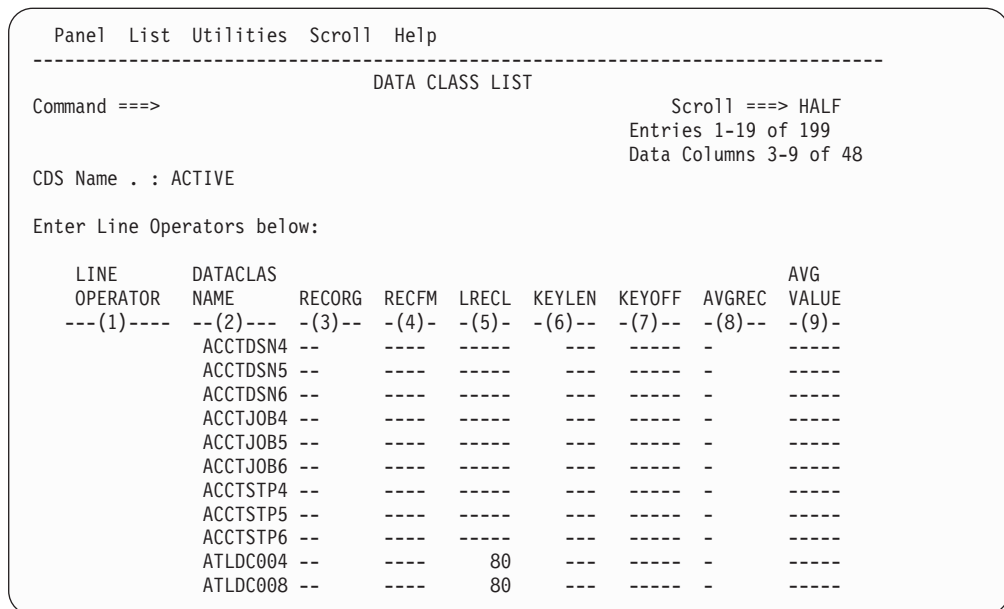 Panel List Utilities Scroll Help
--------------------------------------------------------------------------------
DATA CLASS LIST
Command ===> Scroll ===> HALF
Entries 1-19 of 199
Data Columns 3-9 of 48
CDS Name . : ACTIVE
Enter Line Operators below:
LINE DATACLAS AVG
OPERATOR NAME RECORG RECFM LRECL KEYLEN KEYOFF AVGREC VALUE
---(1)---- --(2)--- -(3)-- -(4)- -(5)- -(6)-- -(7)-- -(8)-- -(9)-
ACCTDSN4 -- ---- ----- --- ----- - -----
ACCTDSN5 -- ---- ----- --- ----- - -----
ACCTDSN6 -- ---- ----- --- ----- - -----
ACCTJOB4 -- ---- ----- --- ----- - -----
ACCTJOB5 -- ---- ----- --- ----- - -----
ACCTJOB6 -- ---- ----- --- ----- - -----
ACCTSTP4 -- ---- ----- --- ----- - -----
ACCTSTP5 -- ---- ----- --- ----- - -----
ACCTSTP6 -- ---- ----- --- ----- - -----
ATLDC004 -- ---- 80 --- ----- - -----
ATLDC008 -- ---- 80 --- ----- - -----